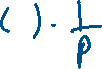 ( ) · 1/p